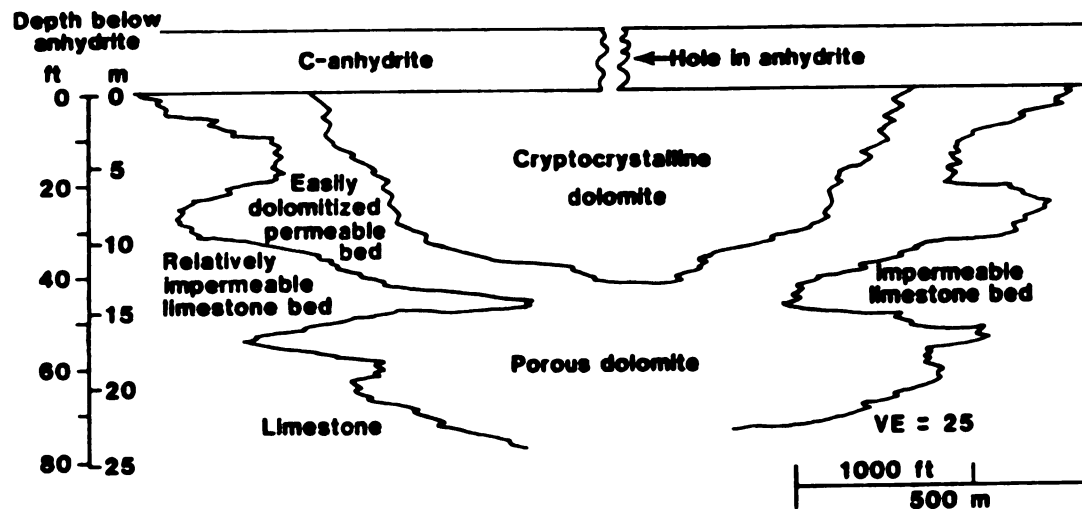 Depth below
anhydrite
ft m
C-anhydrite
Hole in anhydrite
0 0
5
20
10
40
15
60
20
80 25
Cryptocrystalline
dolomite
Easily
dolomitized
permeable
bed
Relatively
impermeable
limestone bed
Impermeable
limestone bed
Porous dolomite
Limestone
VE = 25
1000 ft
500 m